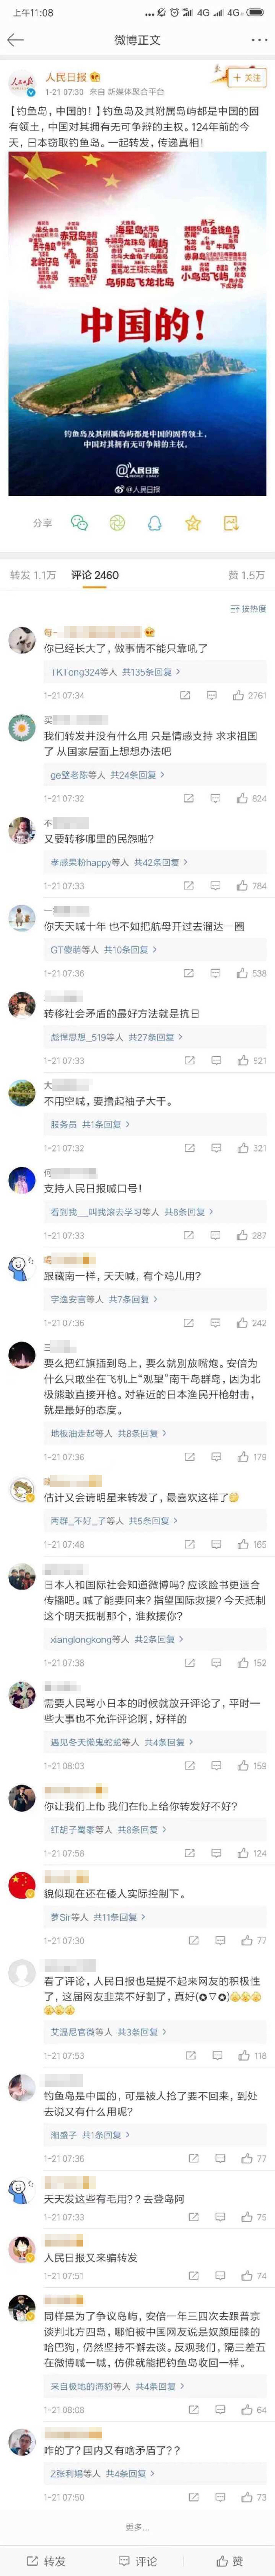 上午11:08
4G
4G
微博正文
人民日报
+ 关注
1-21 07:30 来自 新媒体聚合平台
【钓鱼岛，中国的！】钓鱼岛及其附属岛屿都是中国的固
有领土，中国对其拥有无可争辩的主权。124年前的今
天，日本窃取钓鱼岛。一起转发，传递真相！
海星岛
赤冠岛
南屿
龙王鲷东岛
鸟卵岛飞龙北岛
小鸟岛飞屿
中国的！
钓鱼岛及其附属岛屿都是中国的固有领土，
中国对其拥有无可争辩的主权。
@人民日报
@人民日报
分享
转发 1.1万
评论 2460
赞 1.5万
按热度
每
你已经长大了，做事情不能只靠吼了
TKTong324等人 共135条回复 >
1-21 07:34
2761
买
我们转发并没有什么用 只是情感支持 求求祖国
了 从国家层面上想想办法吧
ge壁老陈等人 共24条回复 >
1-21 07:32
824
不
又要转移哪里的民怨啦？
孝感果粉happy等人 共42条回复 >
1-21 07:33
784
一
你天天喊十年 也不如把航母开过去溜达一圈
GT傻萌等人 共10条回复 >
1-21 07:36
538
转移社会矛盾的最好方法就是抗日
彪悍思想_519等人 共27条回复 >
1-21 07:33
521
大
不用空喊，要撸起袖子大干。
服务员 共1条回复 >
1-21 07:32
321
何
支持人民日报喊口号！
看到我__叫我滚去学习等人 共8条回复 >
1-21 07:33
287
跟藏南一样，天天喊，有个鸡儿用？
宇渔安言等人 共7条回复 >
1-21 07:36
242
三
要么把红旗插到岛上，要么就别放嘴炮。安倍为
什么只敢坐在飞机上“观望”南千岛群岛，因为北
极熊敢直接开枪。对靠近的日本渔民开枪射击，
就是最好的态度。
地板油走起等人 共8条回复 >
1-21 07:36
179
估计又会请明星来转发了，最喜欢这样了
两群_不好_子等人 共5条回复 >
1-21 07:48
165
日本人和国际社会知道微博吗？应该脸书更适合
传播吧。喊了能要回来？指望国际救援？今天抵制
这个明天抵制那个，谁救援你？
xianglongkong等人 共2条回复 >
1-21 07:38
152
需要人民骂小日本的时候就放开评论了，平时一
些大事也不允许评论啊，好样的
遇见冬天懒鬼蛇蛇等人 共4条回复 >
1-21 08:03
159
你让我们上fb 我们在fb上给你转发好不好？
红胡子蜀黍等人 共8条回复 >
1-21 07:58
124
貌似现在还在倭人实际控制下。
萝Sir等人 共11条回复 >
1-21 07:30
77
看了评论，人民日报也是提不起来网友的积极性
了，这届网友韭菜不好割了，真好(✪▽✪)
艾温尼官微等人 共3条回复 >
1-21 07:53
118
钓鱼岛是中国的，可是被人抢了要不回来，到处
去说又有什么用呢？
湘盛子 共1条回复 >
1-21 07:36
77
天天发这些有毛用？？去登岛阿
1-21 07:33
75
人民日报又来骗转发
1-21 07:51
74
同样是为了争议岛屿，安倍一年三四次去跟普京
谈判北方四岛，哪怕被中国网友说是奴颜屈膝的
哈巴狗，仍然坚持不懈去谈。反观我们，隔三差五
在微博喊一喊，仿佛就能把钓鱼岛收回一样。
来自极地的海豹等人 共4条回复 >
1-21 08:08
64
咋的了？国内又有啥矛盾了？？
Z张利娟等人 共4条回复 >
1-21 07:50
73
更多...
转发
评论
赞